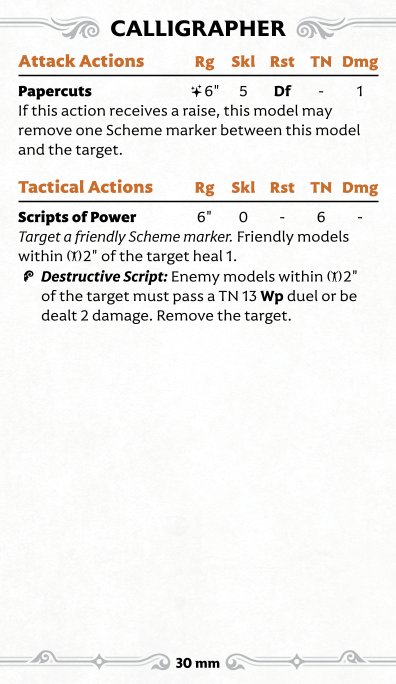 CALLIGRAPHER
Attack Actions Rg Skl Rst TN Dmg
Papercuts 6" 5 Df - 1
If this action receives a raise, this model may
remove one Scheme marker between this model
and the target.
Tactical Actions Rg Skl Rst TN Dmg
Scripts of Power 6" 0 - 6 -
Target a friendly Scheme marker. Friendly models
within 2" of the target heal 1.
Destructive Script: Enemy models within 2"
of the target must pass a TN 13 Wp duel or be
dealt 2 damage. Remove the target.
30 mm